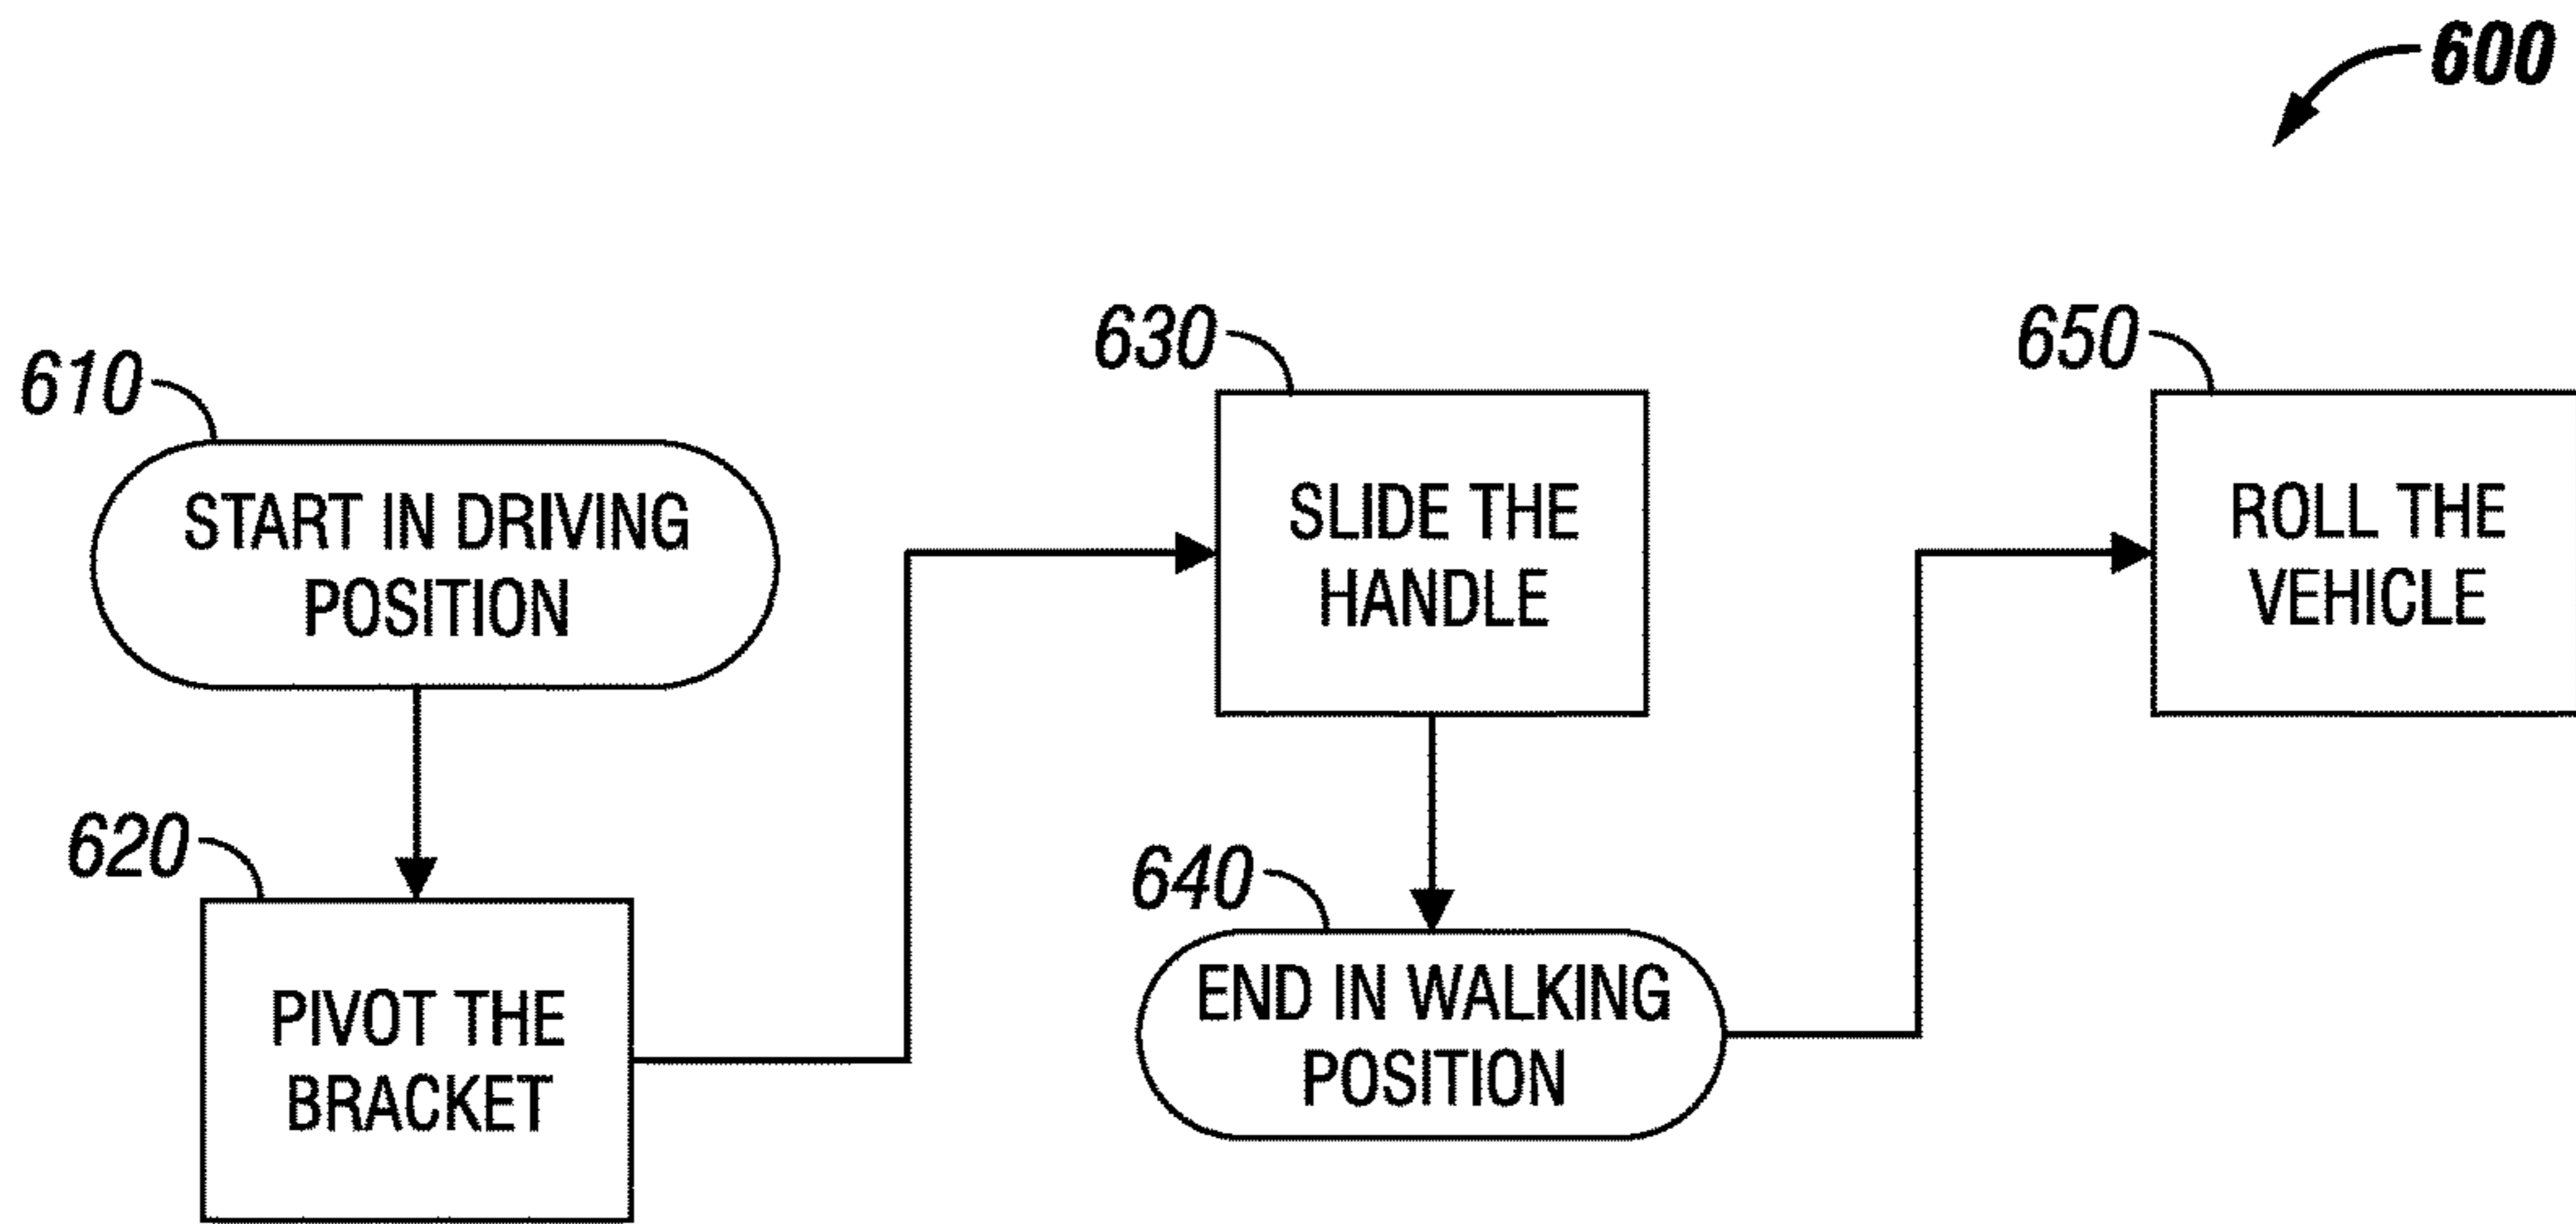 600
610
START IN DRIVING
POSITION
620
PIVOT THE
BRACKET
630
SLIDE THE
HANDLE
640
END IN WALKING
POSITION
650
ROLL THE
VEHICLE